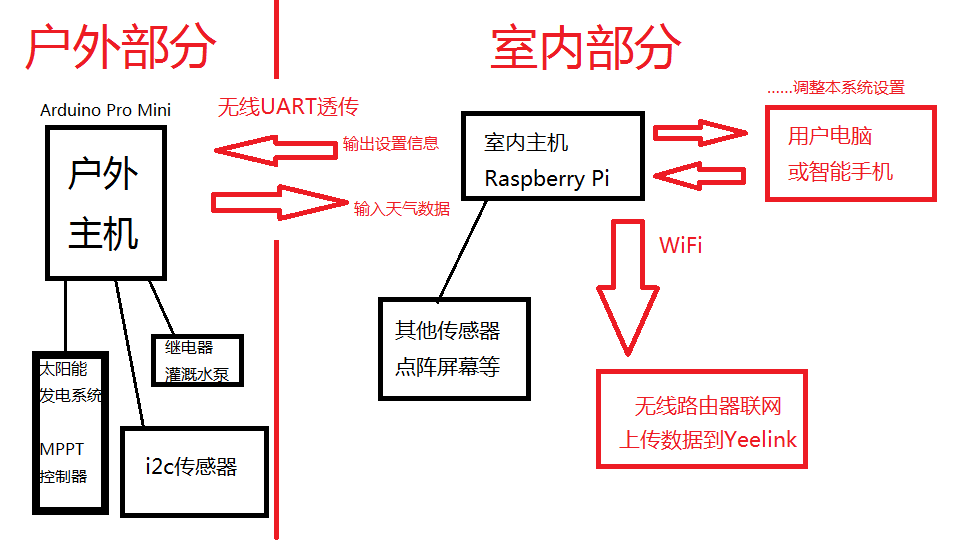 户外部分
室内部分
Arduino Pro Mini
户外
主机
无线UART透传
输出设置信息
输入天气数据
太阳能
发电系统
MPPT
控制器
继电器
灌溉水泵
i2c传感器
室内主机
Raspberry Pi
......调整本系统设置
用户电脑
或智能手机
WiFi
其他传感器
点阵屏幕等
无线路由器联网
上传数据到Yeelink